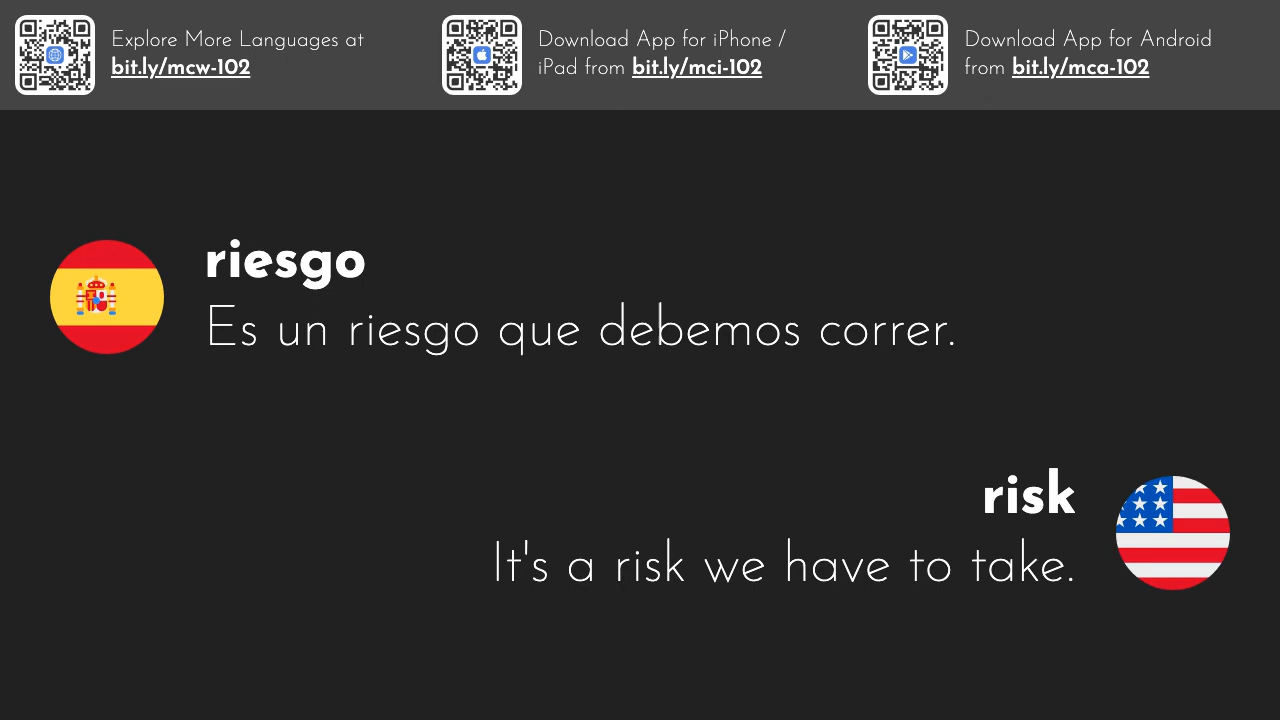 Explore More Languages at
bit.ly/mcw-102
Download App for iPhone /
iPad from bit.ly/mci-102
Download App for Android
from bit.ly/mca-102
riesgo
Es un riesgo que debemos correr.
risk
It's a risk we have to take.